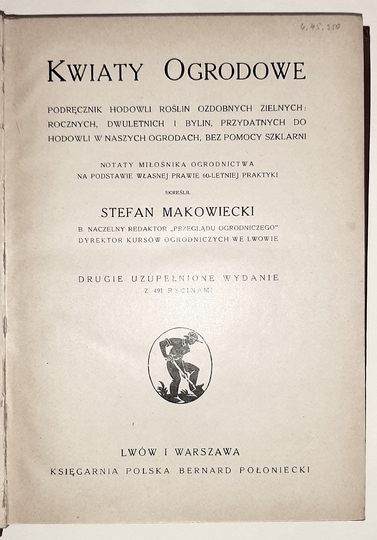 4.45.350
KWIATY OGRODOWE
PODRĘCZNIK HODOWLI ROŚLIN OZDOBNYCH ZIELNYCH:
ROCZNYCH, DWULETNICH I BYLIN, PRZYDATNYCH DO
HODOWLI W NASZYCH OGRODACH, BEZ POMOCY SZKLARNI
NOTATY MIŁOŚNIKA OGRODNICTWA
NA PODSTAWIE WŁASNEJ PRAWIE 60-LETNIEJ PRAKTYKI
SKREŚLIŁ
STEFAN MAKOWIECKI
B. NACZELNY REDAKTOR „PRZEGLĄDU OGRODNICZEGO"
DYREKTOR KURSÓW OGRODNICZYCH WE LWOWIE
DRUGIE UZUPEŁNIONE WYDANIE
Z 491 RYCINAMI
LWÓW I WARSZAWA
KSIĘGARNIA POLSKA BERNARD POŁONIECKI